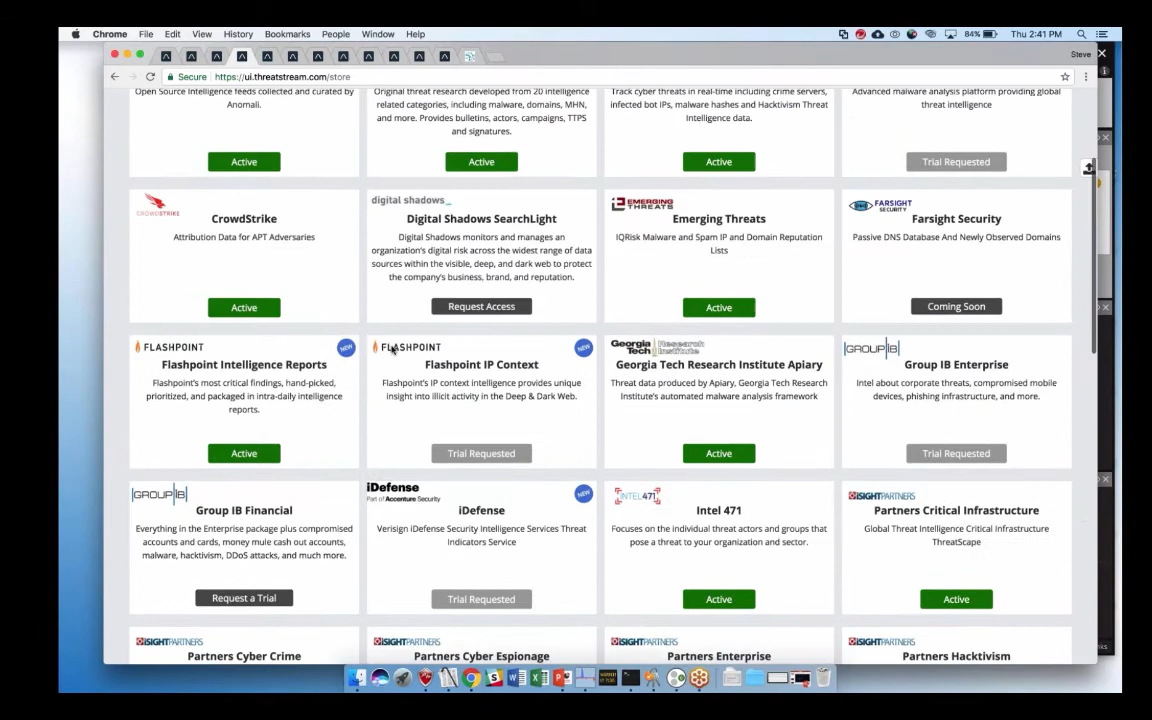 Chrome File Edit View History Bookmarks People Window Help 84% Thu 2:41 PM
Steve
Secure https://ui.threatstream.com/store
Open Source Intelligence feeds collected and curated by
Anomali.
Original threat research developed from 20 intelligence
related categories, including malware, domains, MHN,
and more. Provides bulletins, actors, campaigns, TTPS
and signatures.
Track cyber threats in real-time including crime servers,
infected bot IPs, malware hashes and Hacktivism Threat
Intelligence data.
Advanced malware analysis platform providing global
threat intelligence
Active
Active
Active
Trial Requested
CROWDSTRIKE
CrowdStrike
Attribution Data for APT Adversaries
Active
digital shadows_
Digital Shadows SearchLight
Digital Shadows monitors and manages an
organization's digital risk across the widest range of data
sources within the visible, deep, and dark web to protect
the company's business, brand, and reputation.
Request Access
EMERGING
THREATS
Emerging Threats
IQRisk Malware and Spam IP and Domain Reputation
Lists
Active
FARSIGHT
SECURITY
Farsight Security
Passive DNS Database And Newly Observed Domains
Coming Soon
FLASHPOINT
NEW
Flashpoint Intelligence Reports
Flashpoint's most critical findings, hand-picked,
prioritized, and packaged in intra-daily intelligence
reports.
Active
FLASHPOINT
NEW
Flashpoint IP Context
Flashpoint's IP context intelligence provides unique
insight into illicit activity in the Deep & Dark Web.
Trial Requested
Georgia Tech Research Institute
Georgia Tech Research Institute Apiary
Threat data produced by Apiary, Georgia Tech Research
Institute's automated malware analysis framework
Active
GROUP IB
Group IB Enterprise
Intel about corporate threats, compromised mobile
devices, phishing infrastructure, and more.
Trial Requested
GROUP IB
Group IB Financial
Everything in the Enterprise package plus compromised
accounts and cards, money mule cash out accounts,
malware, hacktivism, DDoS attacks, and much more.
Request a Trial
iDefense
Part of Accenture Security
NEW
iDefense
Verisign iDefense Security Intelligence Services Threat
Indicators Service
Trial Requested
INTEL471
Intel 471
Focuses on the individual threat actors and groups that
pose a threat to your organization and sector.
Active
iSIGHTPARTNERS
Partners Critical Infrastructure
Global Threat Intelligence Critical Infrastructure
ThreatScape
Active
iSIGHTPARTNERS
Partners Cyber Crime
iSIGHTPARTNERS
Partners Cyber Espionage
iSIGHTPARTNERS
Partners Enterprise
iSIGHTPARTNERS
Partners Hacktivism